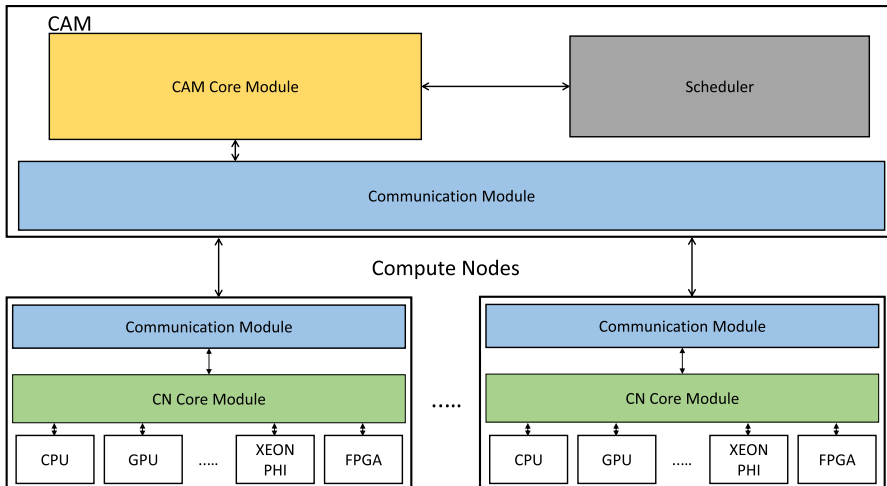 CAM
CAM Core Module
Scheduler
Communication Module
Compute Nodes
Communication Module
CN Core Module
CPU
GPU
.....
XEON
PHI
FPGA
.....
Communication Module
CN Core Module
CPU
GPU
.....
XEON
PHI
FPGA